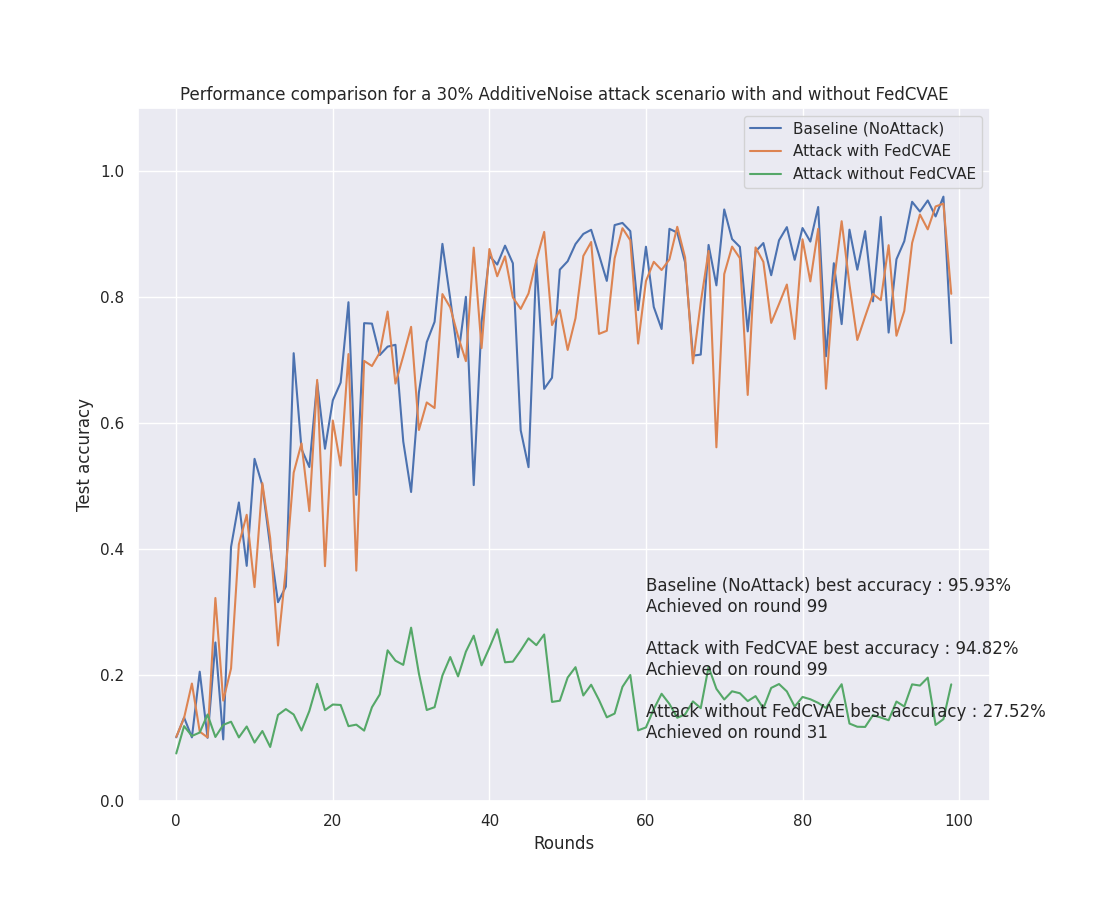 Performance comparison for a 30% AdditiveNoise attack scenario with and without FedCVAE
Baseline (NoAttack)
Attack with FedCVAE
Attack without FedCVAE
1.0
0.8
0.6
0.4
0.2
0.0
Test accuracy
Baseline (NoAttack) best accuracy : 95.93%
Achieved on round 99
Attack with FedCVAE best accuracy : 94.82%
Achieved on round 99
Attack without FedCVAE best accuracy : 27.52%
Achieved on round 31
0 20 40 60 80 100
Rounds